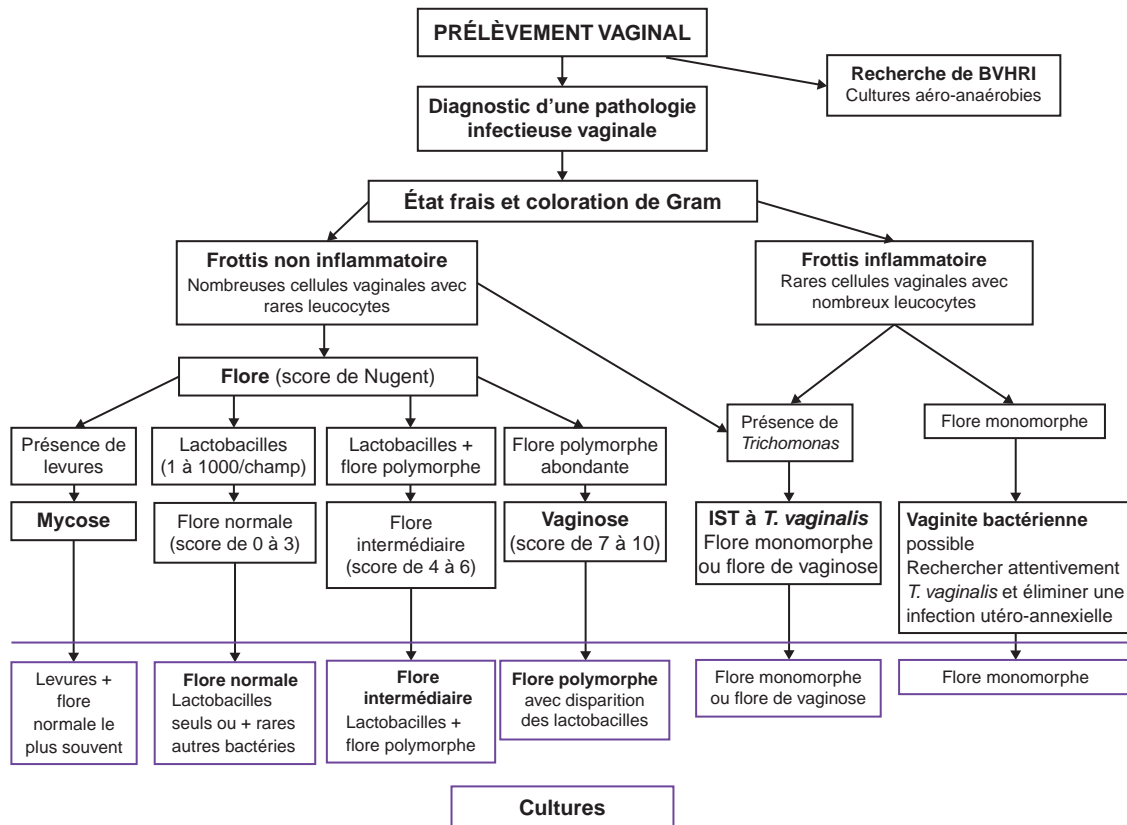 PRÉLÈVEMENT VAGINAL
Recherche de BVHRI
Cultures aéro-anaérobies
Diagnostic d’une pathologie
infectieuse vaginale
État frais et coloration de Gram
Frottis non inflammatoire
Nombreuses cellules vaginales avec
rares leucocytes
Frottis inflammatoire
Rares cellules vaginales avec
nombreux leucocytes
Flore (score de Nugent)
Présence de
levures
Lactobacilles
(1 à 1000/champ)
Lactobacilles +
flore polymorphe
Flore polymorphe
abondante
Présence de
Trichomonas
Flore monomorphe
Mycose
Flore normale
(score de 0 à 3)
Flore
intermédiaire
(score de 4 à 6)
Vaginose
(score de 7 à 10)
IST à T. vaginalis
Flore monomorphe
ou flore de vaginose
Vaginite bactérienne
possible
Rechercher attentivement
T. vaginalis et éliminer une
infection utéro-annexielle
Levures +
flore
normale le
plus souvent
Flore normale
Lactobacilles
seuls ou + rares
autres bactéries
Flore
intermédiaire
Lactobacilles +
flore polymorphe
Flore polymorphe
avec disparition
des lactobacilles
Flore monomorphe
ou flore de vaginose
Flore monomorphe
Cultures